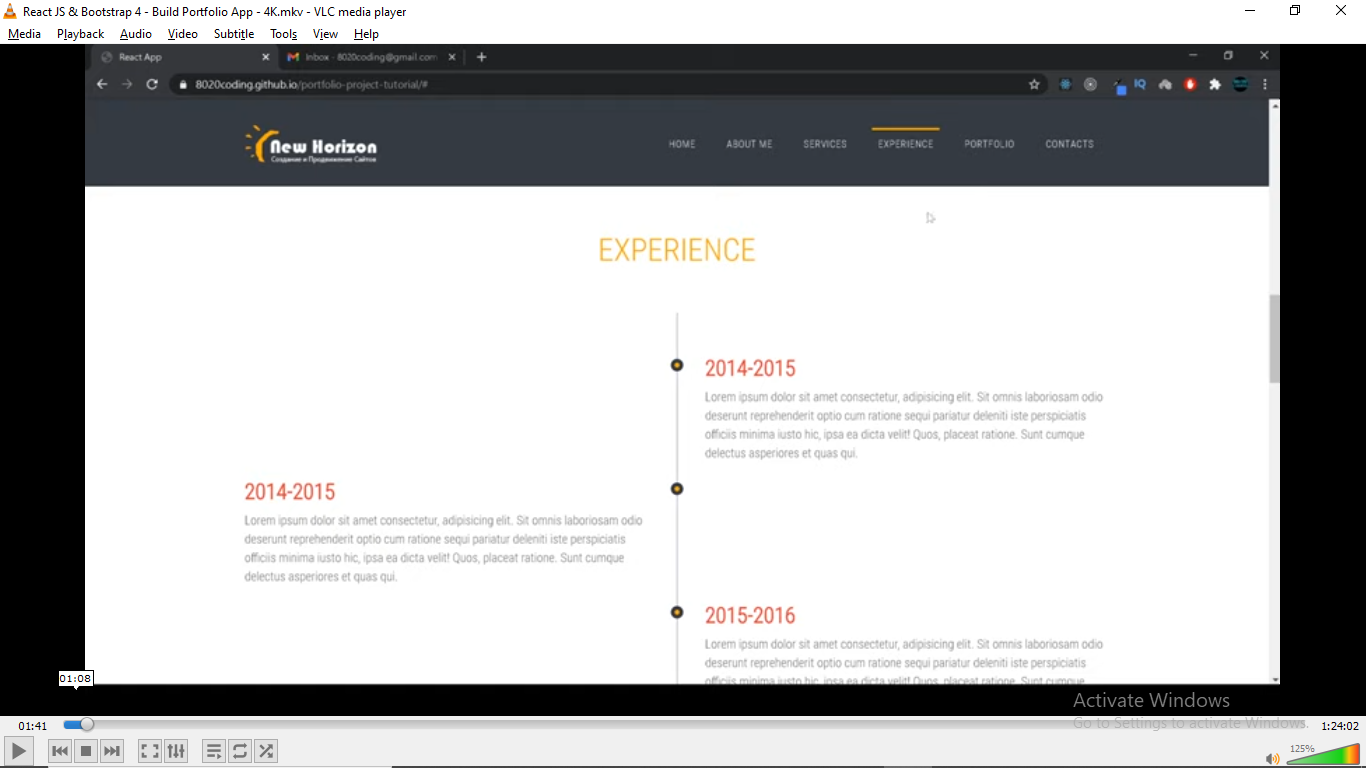 React JS & Bootstrap 4 - Build Portfolio App - 4K.mkv - VLC media player
Media Playback Audio Video Subtitle Tools View Help
React App Inbox - 8020coding@gmail.com
8020coding.github.io/portfolio-project-tutorial/#
New Horizon
Создание и Продвижение Сайтов
HOME ABOUT ME SERVICES EXPERIENCE PORTFOLIO CONTACTS
EXPERIENCE
2014-2015
Lorem ipsum dolor sit amet consectetur, adipisicing elit. Sit omnis laboriosam odio
deserunt reprehenderit optio cum ratione sequi pariatur deleniti iste perspiciatis
officiis minima iusto hic, ipsa ea dicta velit! Quos, placeat ratione. Sunt cumque
delectus asperiores et quas qui.
2014-2015
Lorem ipsum dolor sit amet consectetur, adipisicing elit. Sit omnis laboriosam odio
deserunt reprehenderit optio cum ratione sequi pariatur deleniti iste perspiciatis
officiis minima iusto hic, ipsa ea dicta velit! Quos, placeat ratione. Sunt cumque
delectus asperiores et quas qui.
2015-2016
Lorem ipsum dolor sit amet consectetur, adipisicing elit. Sit omnis laboriosam odio
deserunt reprehenderit optio cum ratione sequi pariatur deleniti iste perspiciatis
officiis minima iusto hic, ipsa ea dicta velit! Quos, placeat ratione. Sunt cumque
01:08
Activate Windows
Go to Settings to activate Windows.
01:41
1:24:02
125%